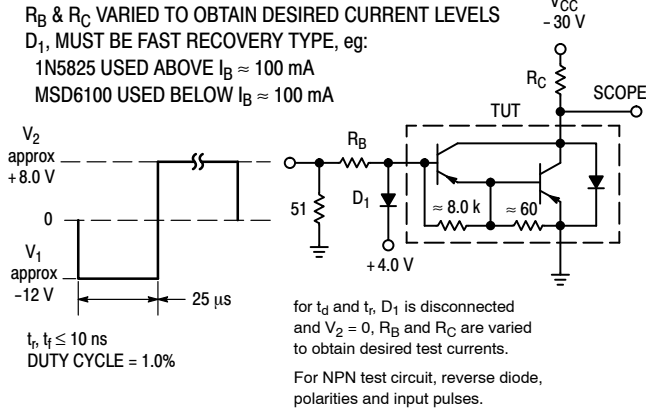 R_B & R_C VARIED TO OBTAIN DESIRED CURRENT LEVELS
D_1, MUST BE FAST RECOVERY TYPE, eg:
1N5825 USED ABOVE I_B ≈ 100 mA
MSD6100 USED BELOW I_B ≈ 100 mA
V_CC
- 30 V
R_C
SCOPE
TUT
V_2
approx
+8.0 V
0
V_1
approx
-12 V
25 μs
t_r, t_f ≤ 10 ns
DUTY CYCLE = 1.0%
R_B
51
D_1
≈ 8.0 k
≈ 60
+ 4.0 V
for t_d and t_r, D_1 is disconnected
and V_2 = 0, R_B and R_C are varied
to obtain desired test currents.
For NPN test circuit, reverse diode,
polarities and input pulses.